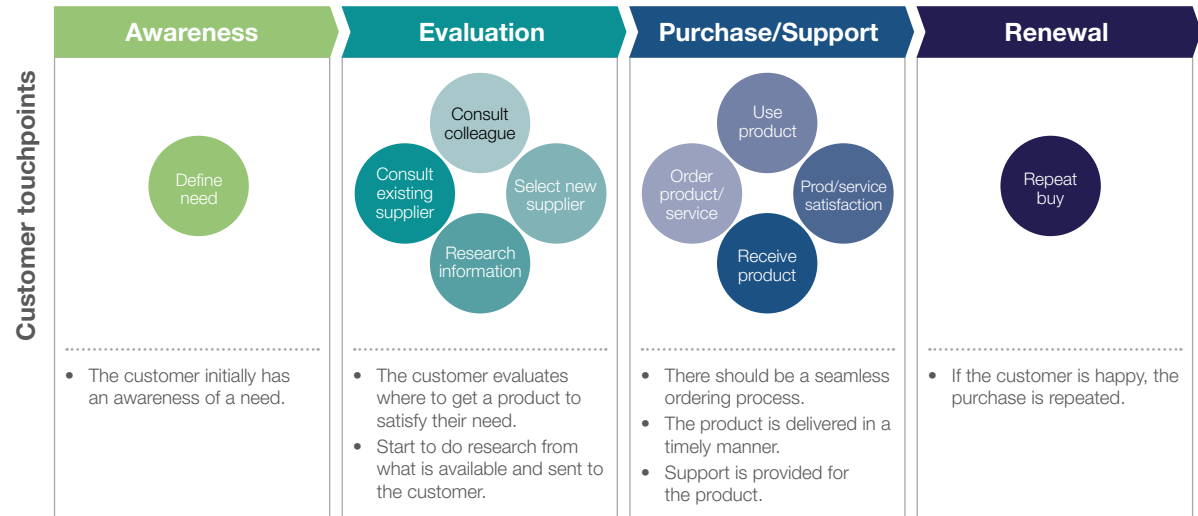 Awareness
Evaluation
Purchase/Support
Renewal
Customer touchpoints
Define
need
Consult
colleague
Consult
existing
supplier
Select new
supplier
Research
information
Use
product
Order
product/
service
Prod/service
satisfaction
Receive
product
Repeat
buy
• The customer initially has
an awareness of a need.
• The customer evaluates
where to get a product to
satisfy their need.
• Start to do research from
what is available and sent to
the customer.
• There should be a seamless
ordering process.
• The product is delivered in a
timely manner.
• Support is provided for
the product.
• If the customer is happy, the
purchase is repeated.